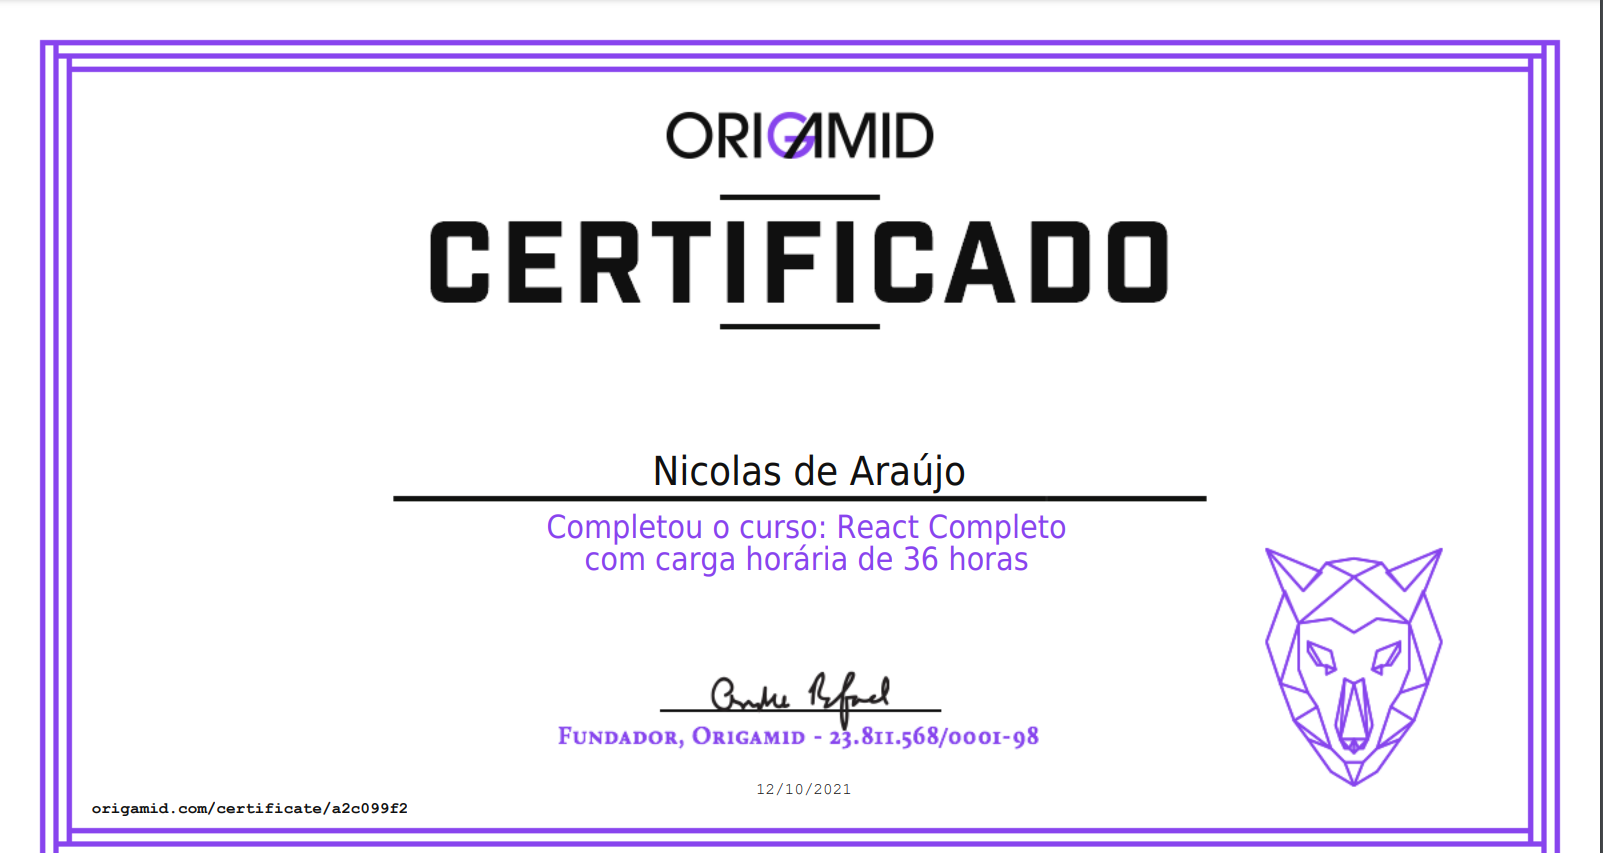 ORIGAMID
CERTIFICADO
Nicolas de Araújo
Completou o curso: React Completo
com carga horária de 36 horas
Andre Rafael
Fundador, Origamid - 23.811.568/0001-98
12/10/2021
origamid.com/certificate/a2c099f2